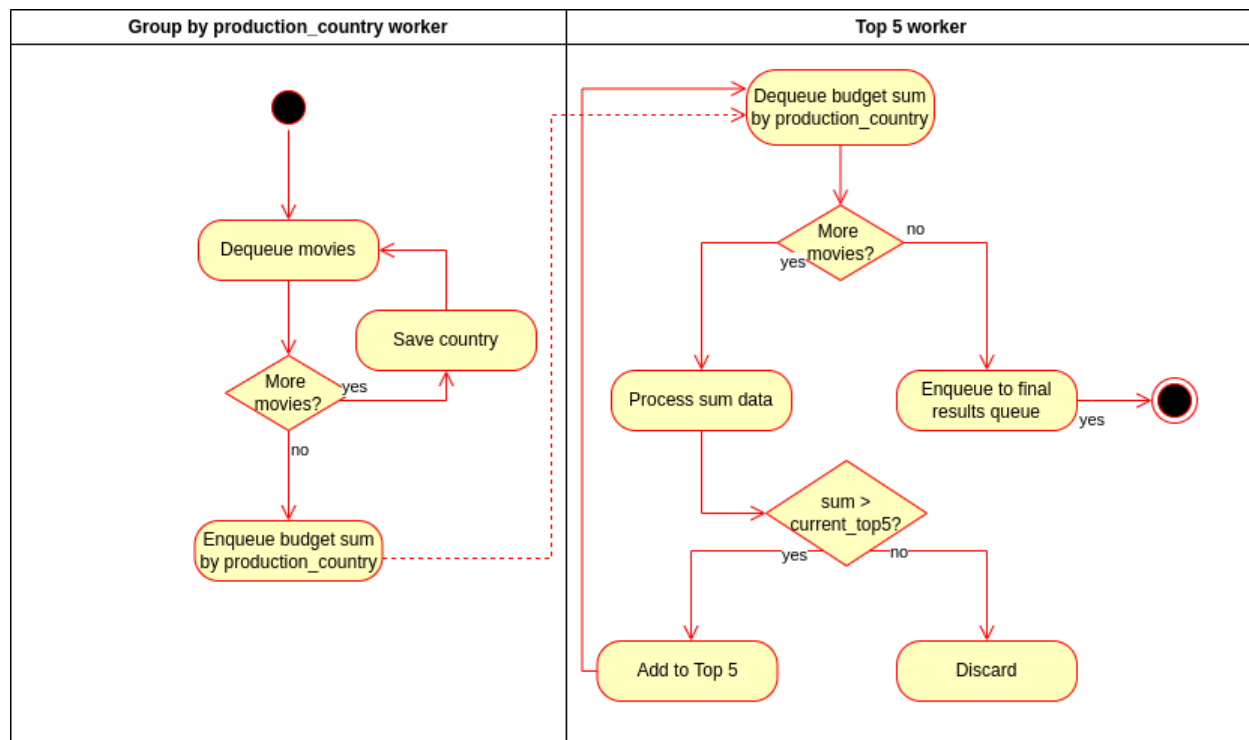 Group by production_country worker
Top 5 worker
Dequeue movies
Save country
More
movies?
yes
no
Enqueue budget sum
by production_country
Dequeue budget sum
by production_country
More
movies?
yes
no
Process sum data
Enqueue to final
results queue
yes
sum >
current_top5?
yes
no
Add to Top 5
Discard